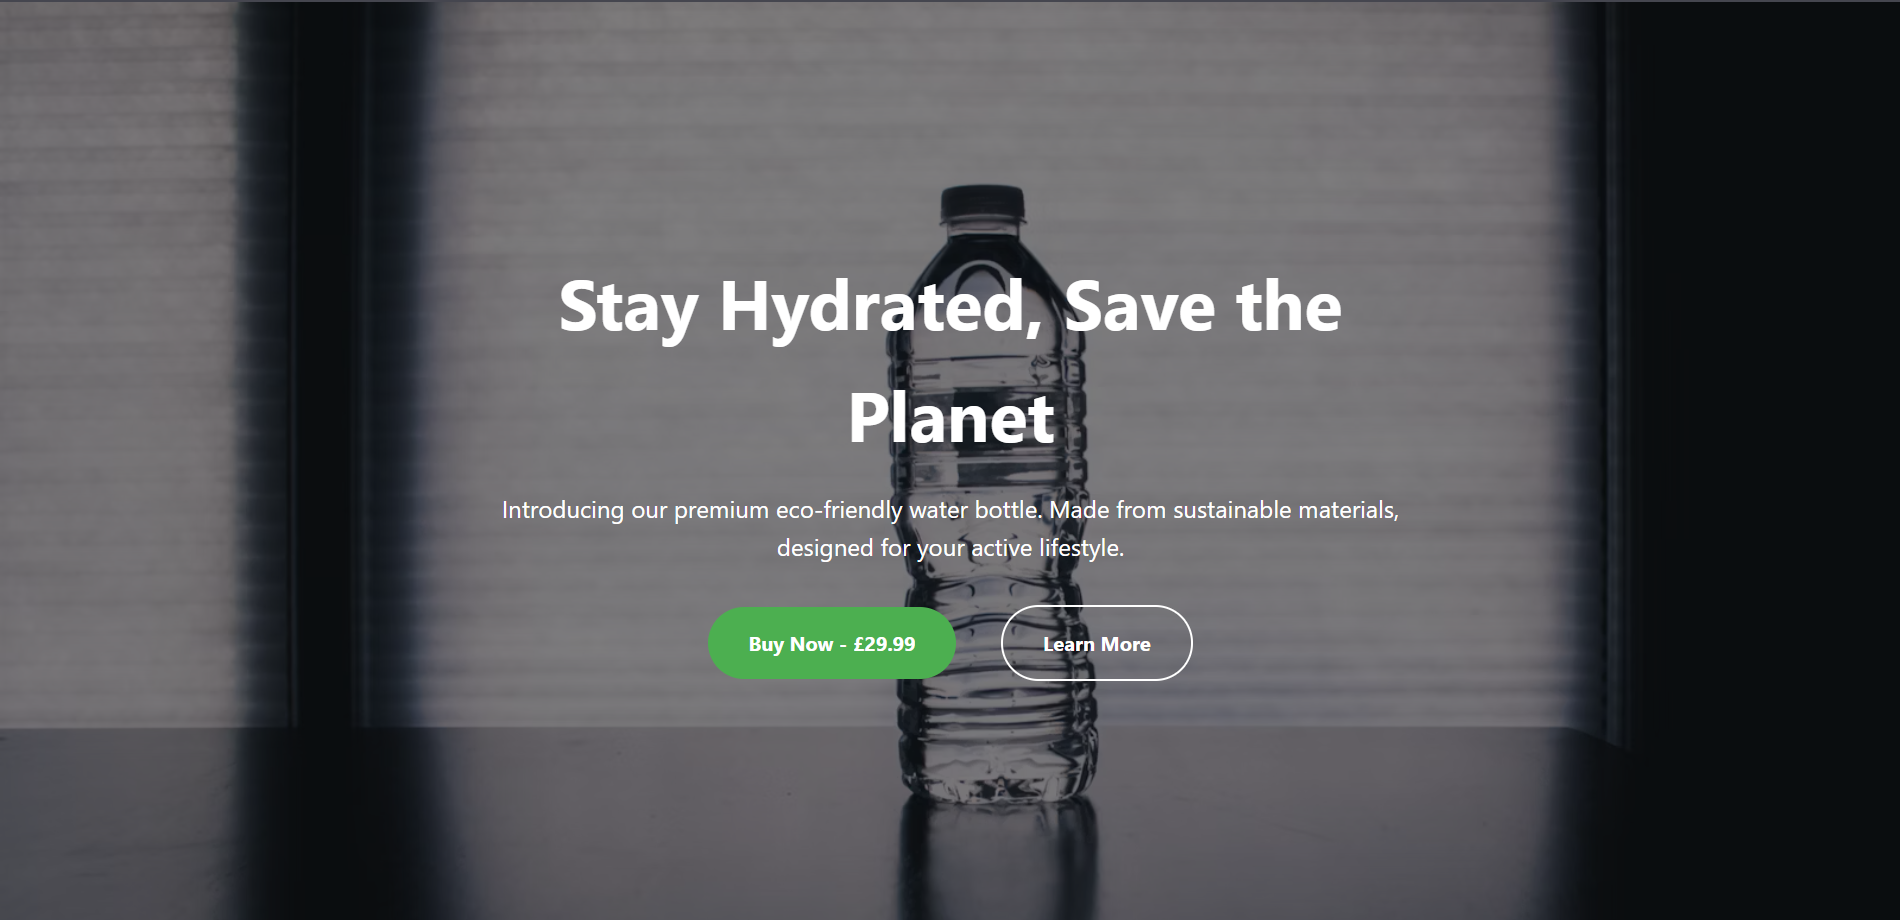 Stay Hydrated, Save the
Planet
Introducing our premium eco-friendly water bottle. Made from sustainable materials,
designed for your active lifestyle.
Buy Now - £29.99
Learn More